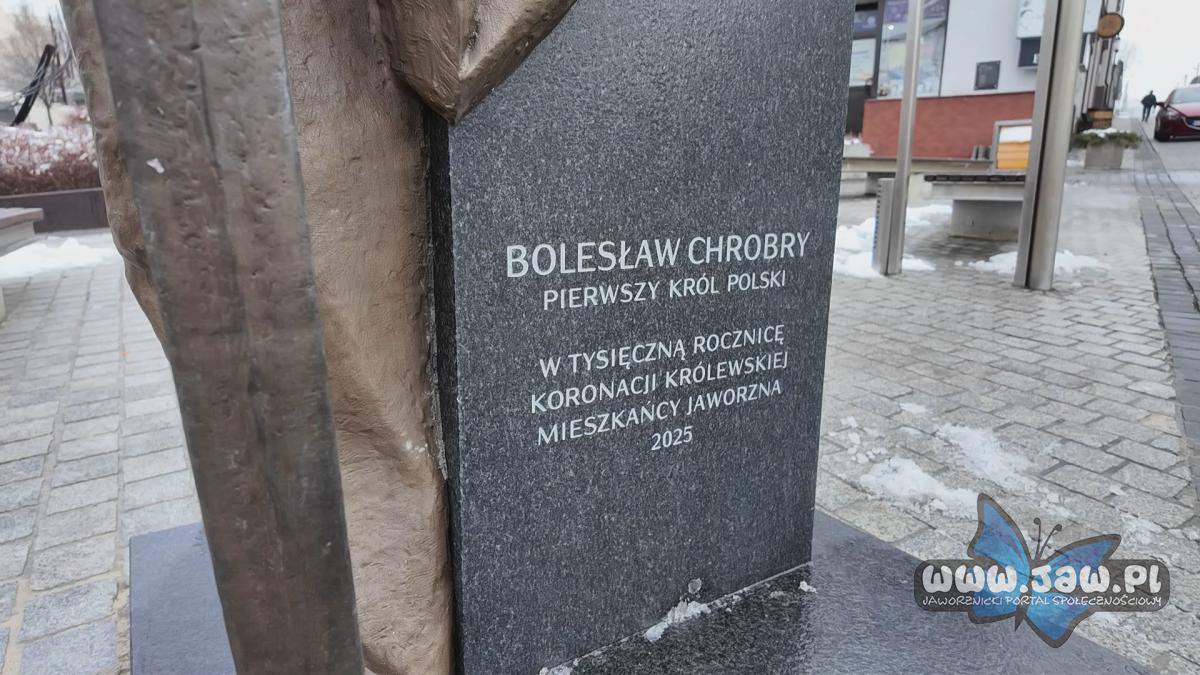 BOLESŁAW CHROBRY
PIERWSZY KRÓL POLSKI
W TYSIĘCZNĄ ROCZNICĘ
KORONACJI KRÓLEWSKIEJ
MIESZKAŃCY JAWORZNA
2025
www.jaw.pl
JAWORZNICKI PORTAL SPOŁECZNOŚCIOWY